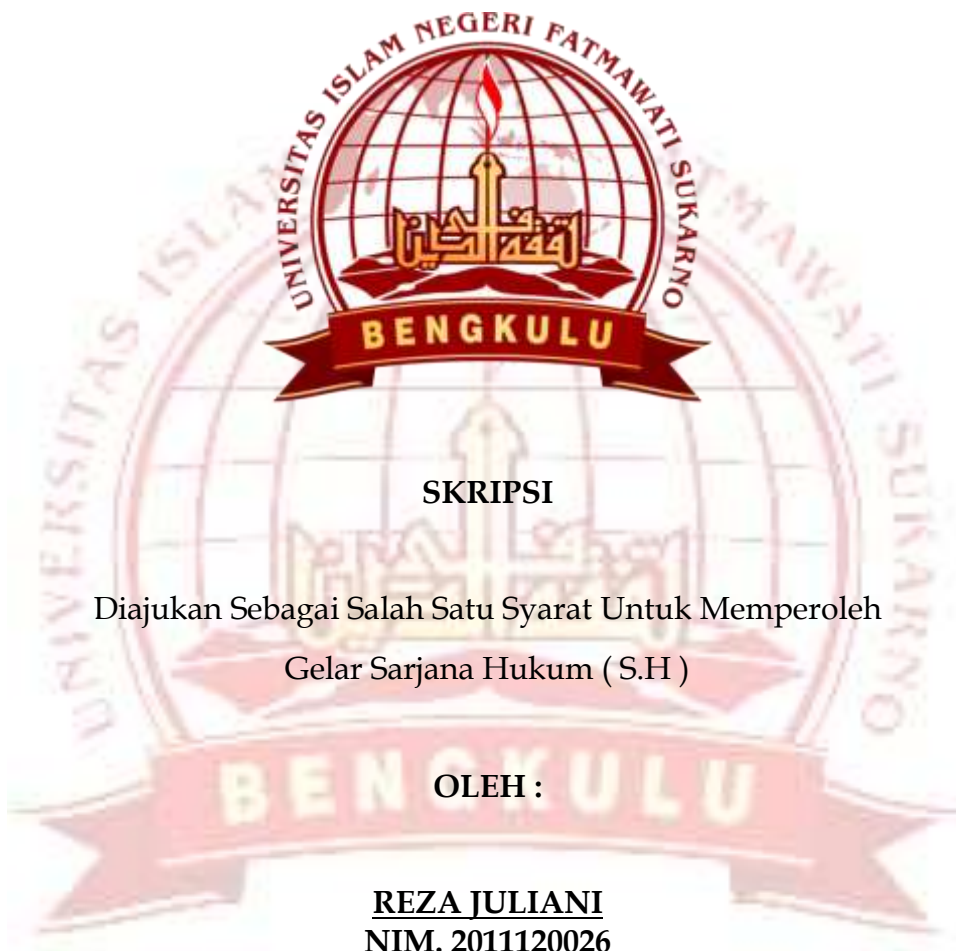 UNIVERSITAS ISLAM NEGERI FATMAWATI SUKARNO
BENGKULU
SKRIPSI
Diajukan Sebagai Salah Satu Syarat Untuk Memperoleh
Gelar Sarjana Hukum ( S.H )
OLEH :
REZA JULIANI
NIM. 2011120026